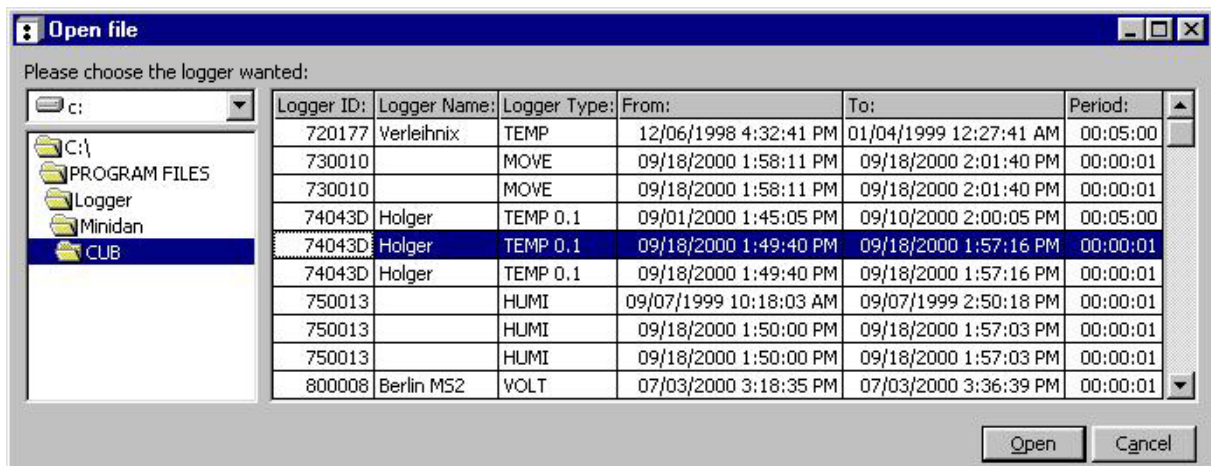 Open file
Please choose the logger wanted:
c:
C:\
PROGRAM FILES
Logger
Minidan
CUB
Logger ID: Logger Name: Logger Type: From: To: Period:
720177 Verleihnix TEMP 12/06/1998 4:32:41 PM 01/04/1999 12:27:41 AM 00:05:00
730010 MOVE 09/18/2000 1:58:11 PM 09/18/2000 2:01:40 PM 00:00:01
730010 MOVE 09/18/2000 1:58:11 PM 09/18/2000 2:01:40 PM 00:00:01
74043D Holger TEMP 0.1 09/01/2000 1:45:05 PM 09/10/2000 2:00:05 PM 00:05:00
74043D Holger TEMP 0.1 09/18/2000 1:49:40 PM 09/18/2000 1:57:16 PM 00:00:01
74043D Holger TEMP 0.1 09/18/2000 1:49:40 PM 09/18/2000 1:57:16 PM 00:00:01
750013 HUMI 09/07/1999 10:18:03 AM 09/07/1999 2:50:18 PM 00:00:01
750013 HUMI 09/18/2000 1:50:00 PM 09/18/2000 1:57:03 PM 00:00:01
750013 HUMI 09/18/2000 1:50:00 PM 09/18/2000 1:57:03 PM 00:00:01
800008 Berlin MS2 VOLT 07/03/2000 3:18:35 PM 07/03/2000 3:36:39 PM 00:00:01
Open Cancel